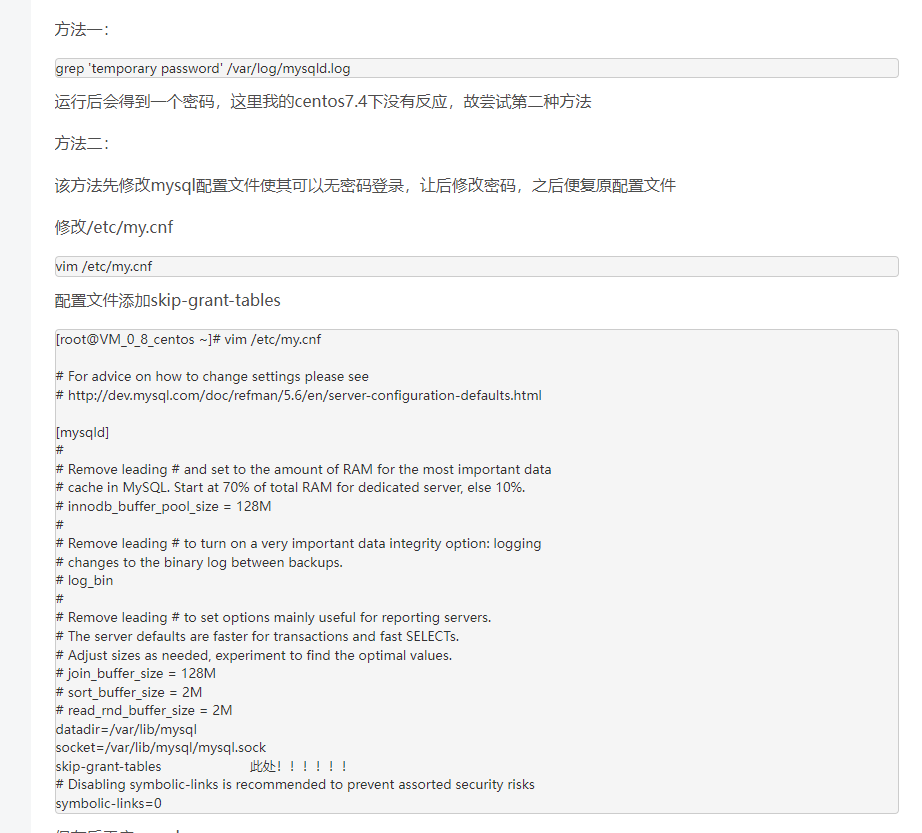 方法一：
grep 'temporary password' /var/log/mysqld.log
运行后会得到一个密码，这里我的centos7.4下没有反应，故尝试第二种方法
方法二：
该方法先修改mysql配置文件使其可以无密码登录，让后修改密码，之后便复原配置文件
修改/etc/my.cnf
vim /etc/my.cnf
配置文件添加skip-grant-tables
[root@VM_0_8_centos ~]# vim /etc/my.cnf
# For advice on how to change settings please see
# http://dev.mysql.com/doc/refman/5.6/en/server-configuration-defaults.html
[mysqld]
#
# Remove leading # and set to the amount of RAM for the most important data
# cache in MySQL. Start at 70% of total RAM for dedicated server, else 10%.
# innodb_buffer_pool_size = 128M
#
# Remove leading # to turn on a very important data integrity option: logging
# changes to the binary log between backups.
# log_bin
#
# Remove leading # to set options mainly useful for reporting servers.
# The server defaults are faster for transactions and fast SELECTs.
# Adjust sizes as needed, experiment to find the optimal values.
# join_buffer_size = 128M
# sort_buffer_size = 2M
# read_rnd_buffer_size = 2M
datadir=/var/lib/mysql
socket=/var/lib/mysql/mysql.sock
skip-grant-tables 此处！！！！！！
# Disabling symbolic-links is recommended to prevent assorted security risks
symbolic-links=0